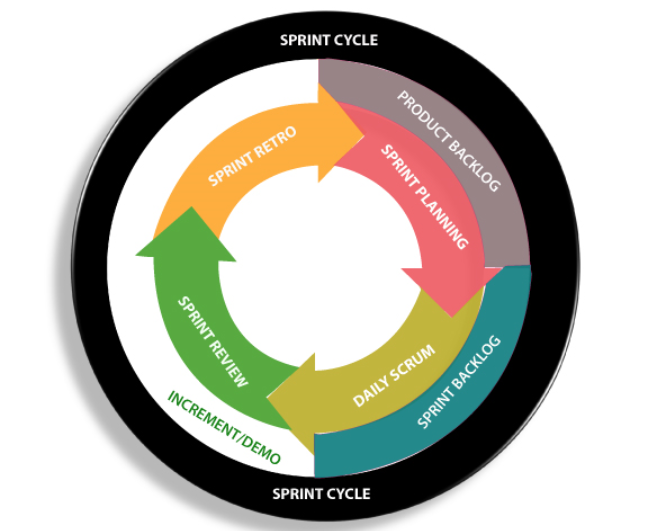 SPRINT CYCLE
PRODUCT BACKLOG
SPRINT RETRO
SPRINT PLANNING
SPRINT REVIEW
DAILY SCRUM
SPRINT BACKLOG
INCREMENT/DEMO
SPRINT CYCLE